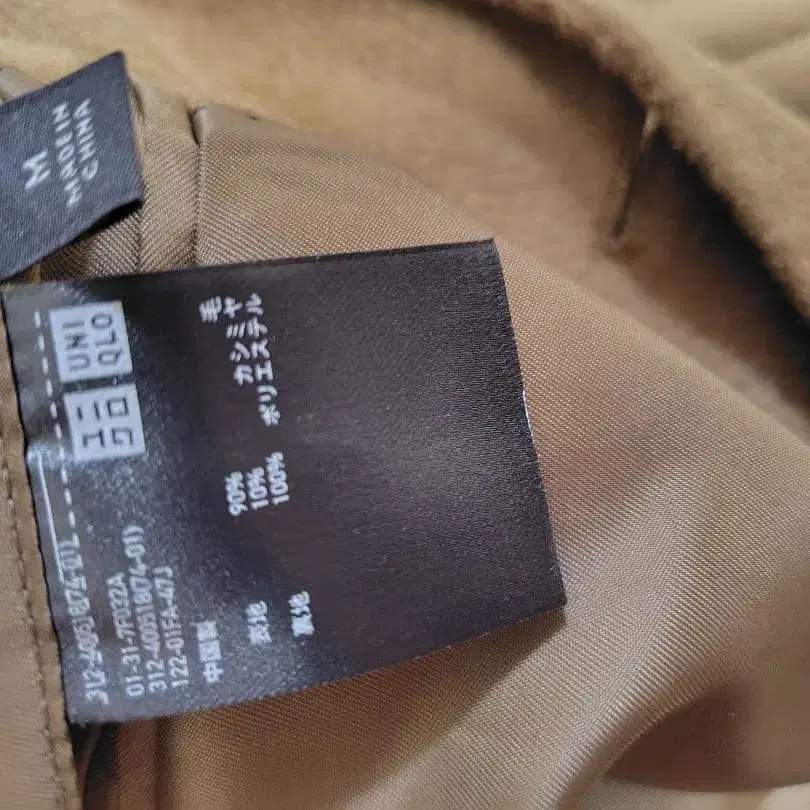 M
MADE IN
CHINA
ユニ
クロ
UNI
QLO
01-31-7F032A
312-400518(74-01)
122-01FA-47J
中国製
表地 90% 毛
10% カシミヤ
裏地 100% ポリエステル